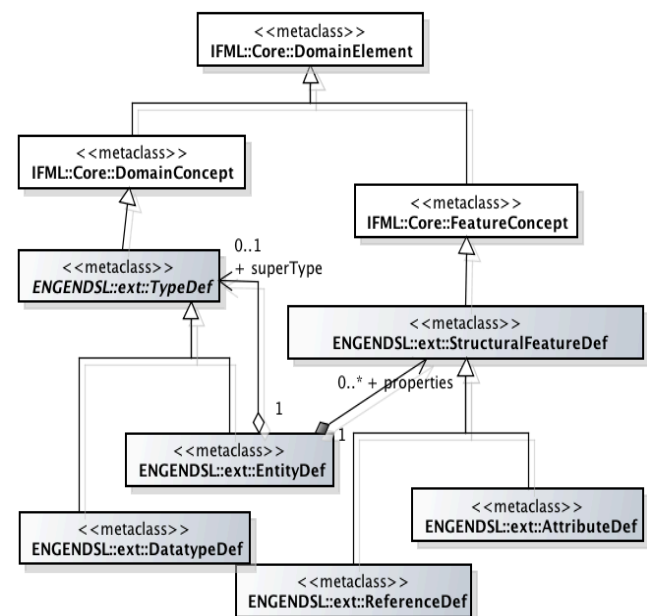 <<metaclass>>
IFML::Core::DomainElement
<<metaclass>>
IFML::Core::DomainConcept
<<metaclass>>
IFML::Core::FeatureConcept
<<metaclass>>
ENGENDSL::ext::TypeDef
0..1
+ superType
<<metaclass>>
ENGENDSL::ext::StructuralFeatureDef
0..* + properties
1
1
<<metaclass>>
ENGENDSL::ext::EntityDef
<<metaclass>>
ENGENDSL::ext::AttributeDef
<<metaclass>>
ENGENDSL::ext::DatatypeDef
<<metaclass>>
ENGENDSL::ext::ReferenceDef